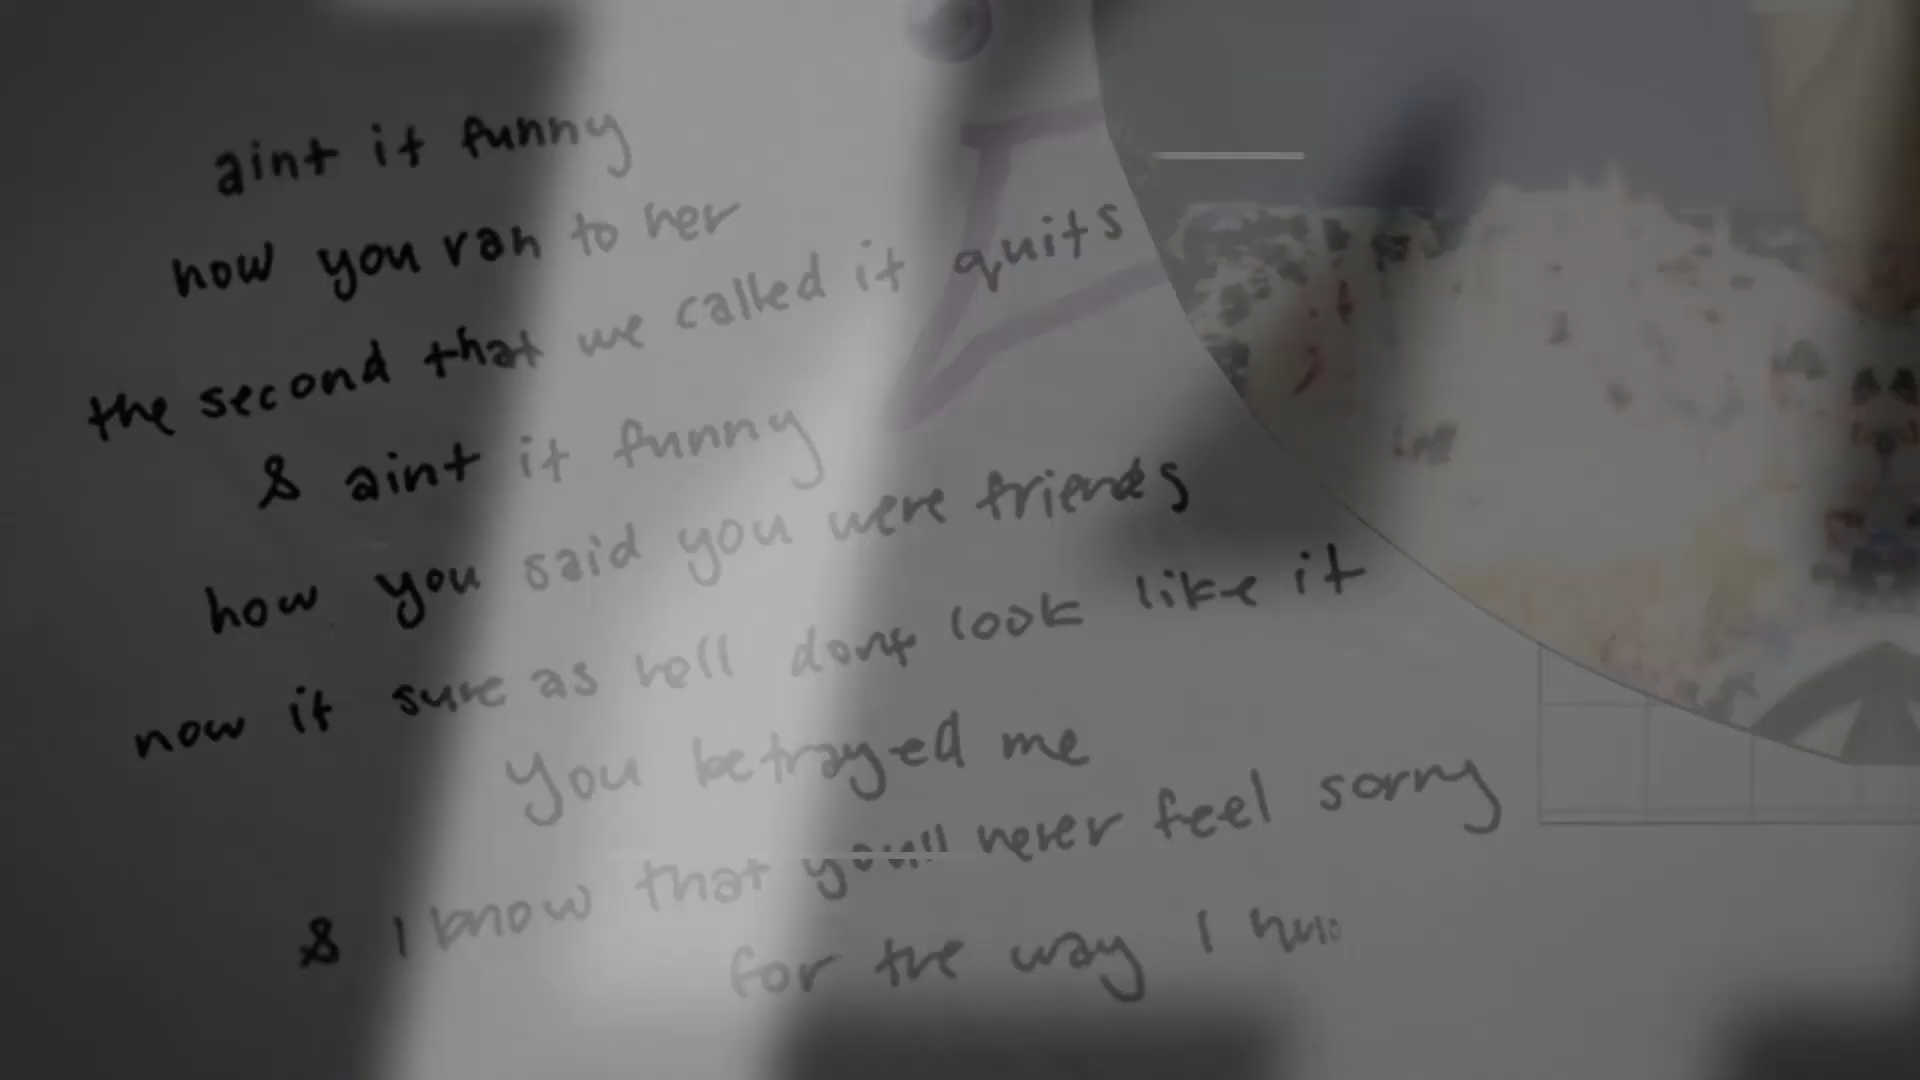 aint it funny
how you ran to her
the second that we called it quits
& aint it funny
how you said you were friends
now it sure as hell dont look like it
You betrayed me
& I know that you'll never feel sorry
for the way I